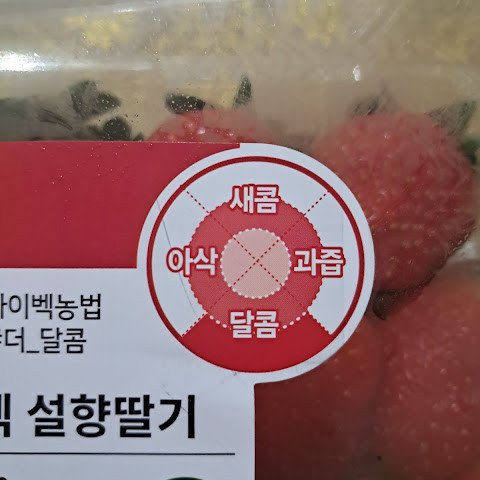 새콤
아삭 과즙
달콤
이벡농법
더_달콤
설향딸기